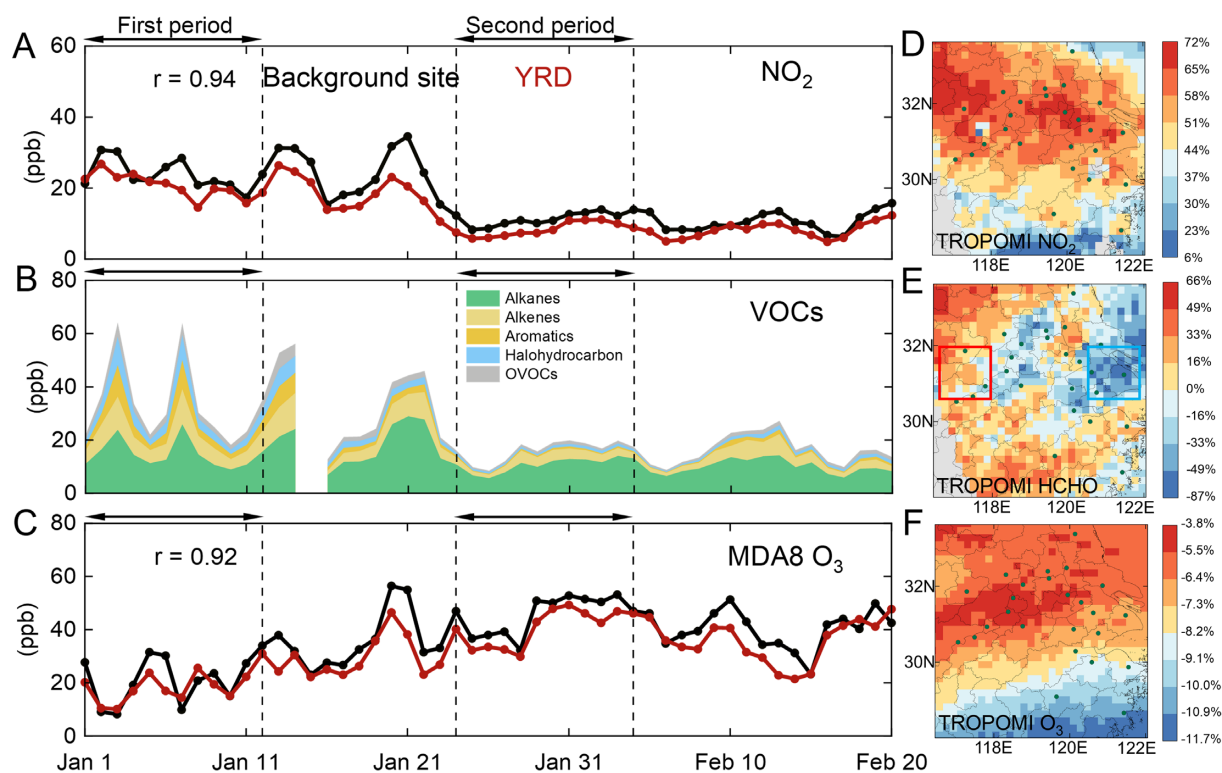 First period
Second period
A
60
40
20
0
(ppb)
r = 0.94
Background site
YRD
NO2
B
80
60
40
20
0
(ppb)
Alkanes
Alkenes
Aromatics
Halohydrocarbon
OVOCs
VOCs
C
80
60
40
20
0
(ppb)
r = 0.92
MDA8 O3
Jan 1
Jan 11
Jan 21
Jan 31
Feb 10
Feb 20
D
32N
30N
TROPOMI NO2
118E
120E
122E
72%
65%
58%
51%
44%
37%
30%
23%
6%
E
32N
30N
TROPOMI HCHO
118E
120E
122E
66%
49%
33%
16%
0%
-16%
-33%
-49%
-87%
F
32N
30N
TROPOMI O3
118E
120E
122E
-3.8%
-5.5%
-6.4%
-7.3%
-8.2%
-9.1%
-10.0%
-10.9%
-11.7%